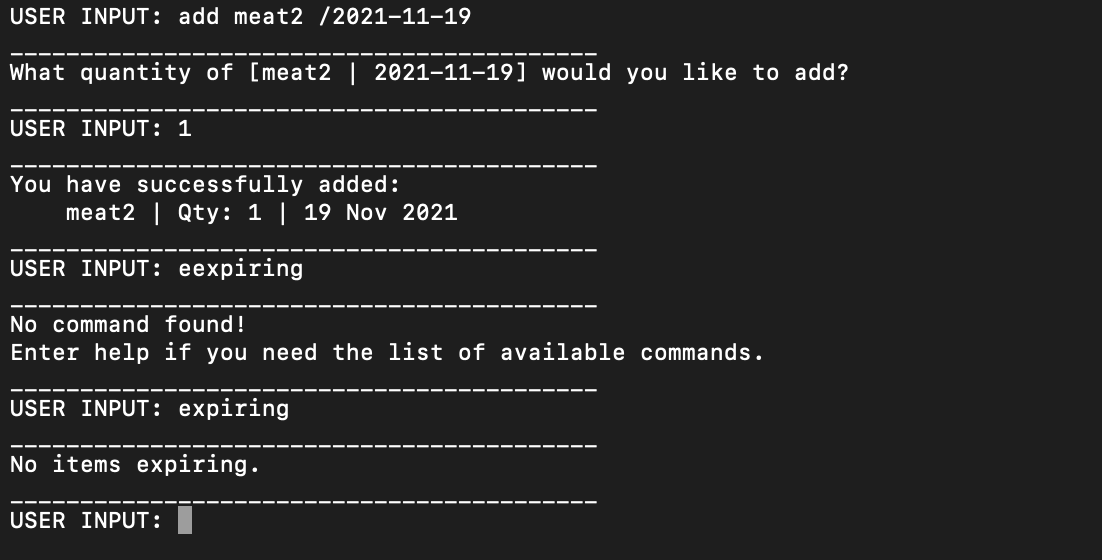 USER INPUT: add meat2 /2021-11-19
__________________________________________
What quantity of [meat2 | 2021-11-19] would you like to add?
__________________________________________
USER INPUT: 1
__________________________________________
You have successfully added:
    meat2 | Qty: 1 | 19 Nov 2021
__________________________________________
USER INPUT: eexpiring
__________________________________________
No command found!
Enter help if you need the list of available commands.
__________________________________________
USER INPUT: expiring
__________________________________________
No items expiring.
__________________________________________
USER INPUT: